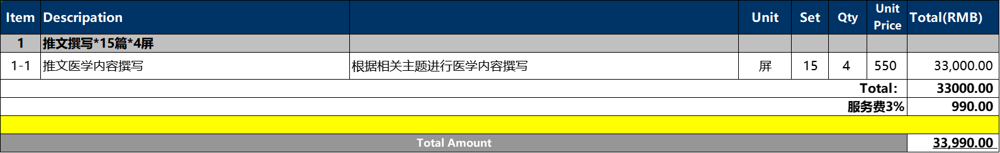 Item Descripation Unit Set Qty Unit Price Total(RMB)
1 推文撰写*15篇*4屏
1-1 推文医学内容撰写 根据相关主题进行医学内容撰写 屏 15 4 550 33,000.00
Total: 33000.00
服务费3% 990.00
Total Amount 33,990.00